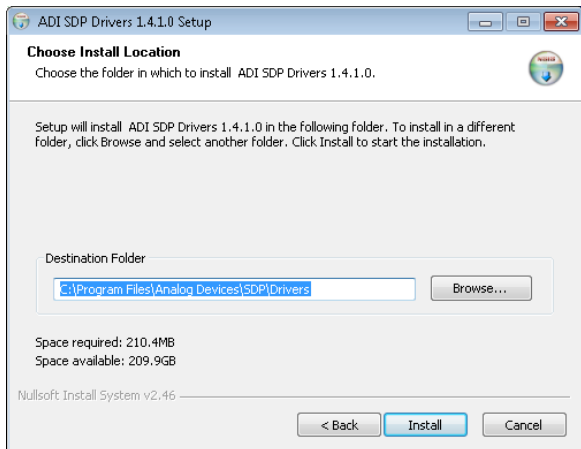 ADI SDP Drivers 1.4.1.0 Setup
Choose Install Location
Choose the folder in which to install ADI SDP Drivers 1.4.1.0.
Setup will install ADI SDP Drivers 1.4.1.0 in the following folder. To install in a different
folder, click Browse and select another folder. Click Install to start the installation.
Destination Folder
C:\Program Files\Analog Devices\SDP\Drivers
Browse...
Space required: 210.4MB
Space available: 209.9GB
Nullsoft Install System v2.46
< Back
Install
Cancel